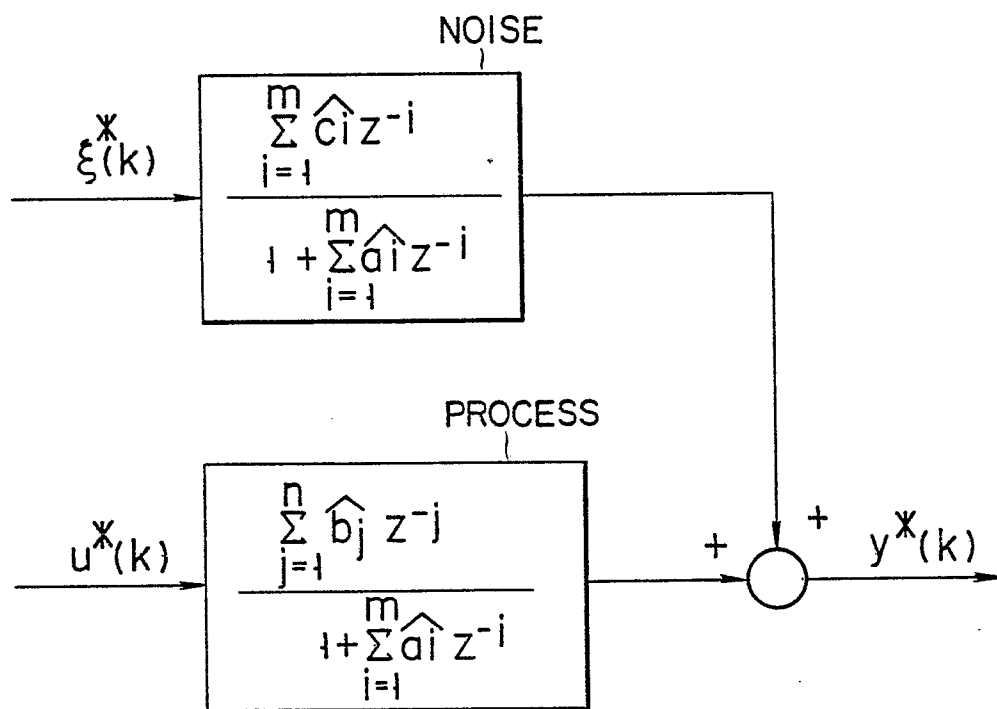 NOISE
ξ*(k)
m
Σ ĉi z⁻ⁱ
i=1
m
1 + Σ âi z⁻ⁱ
i=1
PROCESS
u*(k)
n
Σ b̂j z⁻ʲ
j=1
m
1+ Σ âi z⁻ⁱ
i=1
+
+
y*(k)